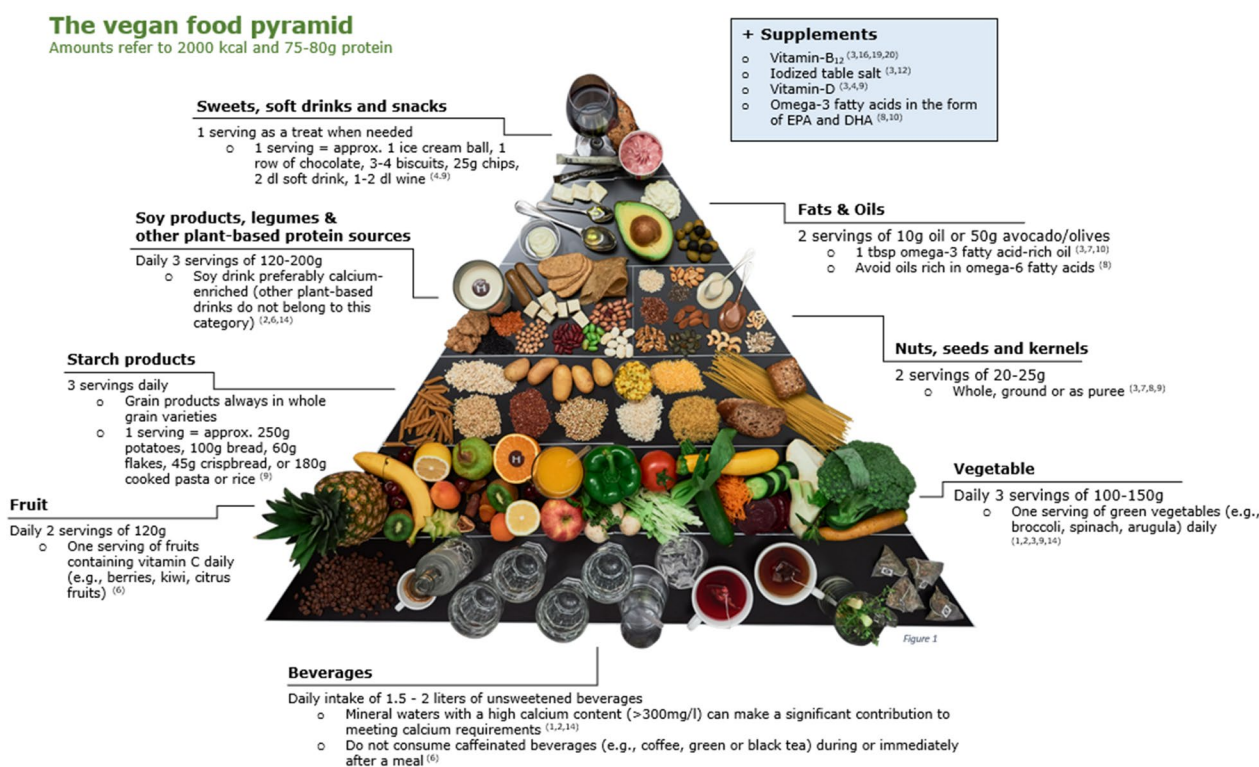 The vegan food pyramid
Amounts refer to 2000 kcal and 75-80g protein
+ Supplements
o Vitamin-B₁₂ (3,16,19,20)
o Iodized table salt (3,12)
o Vitamin-D (3,4,9)
o Omega-3 fatty acids in the form
of EPA and DHA (8,10)
Sweets, soft drinks and snacks
1 serving as a treat when needed
o 1 serving = approx. 1 ice cream ball, 1
row of chocolate, 3-4 biscuits, 25g chips,
2 dl soft drink, 1-2 dl wine (4.9)
Fats & Oils
2 servings of 10g oil or 50g avocado/olives
o 1 tbsp omega-3 fatty acid-rich oil (3,7,10)
o Avoid oils rich in omega-6 fatty acids (8)
Soy products, legumes &
other plant-based protein sources
Daily 3 servings of 120-200g
o Soy drink preferably calcium-
enriched (other plant-based
drinks do not belong to this
category) (2,6,14)
Nuts, seeds and kernels
2 servings of 20-25g
o Whole, ground or as puree (3,7,8,9)
Starch products
3 servings daily
o Grain products always in whole
grain varieties
o 1 serving = approx. 250g
potatoes, 100g bread, 60g
flakes, 45g crispbread, or 180g
cooked pasta or rice (9)
Vegetable
Daily 3 servings of 100-150g
o One serving of green vegetables (e.g.,
broccoli, spinach, arugula) daily
(1,2,3,9,14)
Fruit
Daily 2 servings of 120g
o One serving of fruits
containing vitamin C daily
(e.g., berries, kiwi, citrus
fruits) (6)
Figure 1
Beverages
Daily intake of 1.5 - 2 liters of unsweetened beverages
o Mineral waters with a high calcium content (>300mg/l) can make a significant contribution to
meeting calcium requirements (1,2,14)
o Do not consume caffeinated beverages (e.g., coffee, green or black tea) during or immediately
after a meal (6)